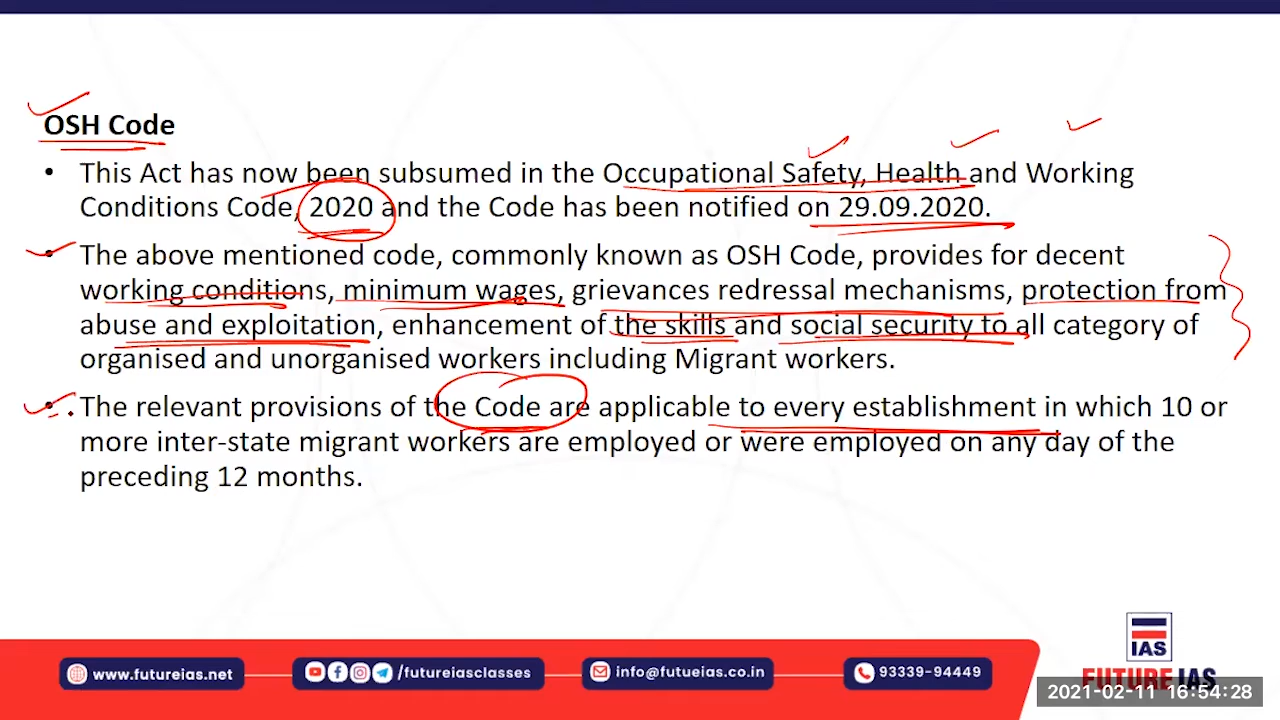 OSH Code
• This Act has now been subsumed in the Occupational Safety, Health and Working
Conditions Code, 2020 and the Code has been notified on 29.09.2020.
• The above mentioned code, commonly known as OSH Code, provides for decent
working conditions, minimum wages, grievances redressal mechanisms, protection from
abuse and exploitation, enhancement of the skills and social security to all category of
organised and unorganised workers including Migrant workers.
• The relevant provisions of the Code are applicable to every establishment in which 10 or
more inter-state migrant workers are employed or were employed on any day of the
preceding 12 months.
IAS
FUTURE IAS
www.futureias.net
/futureiasclasses
info@futueias.co.in
93339-94449
2021-02-11 16:54:28